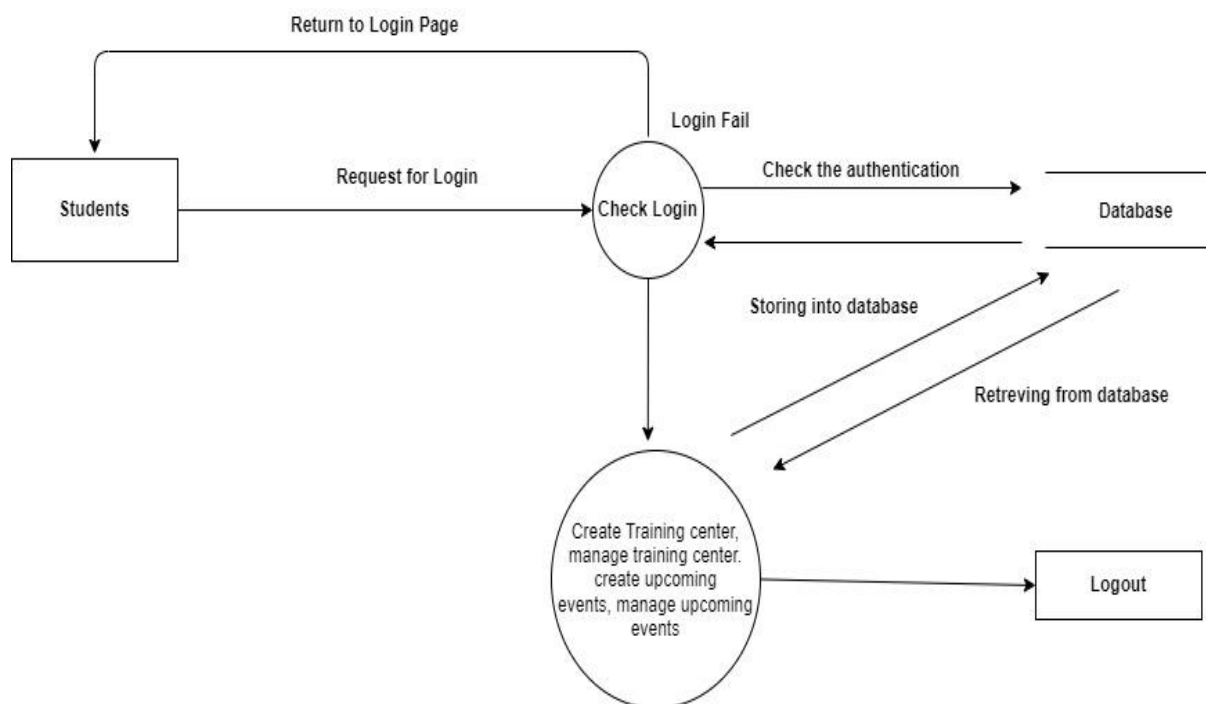 Return to Login Page
Login Fail
Request for Login
Check the authentication
Students
Check Login
Database
Storing into database
Retreving from database
Create Training center,
manage training center.
create upcoming
events, manage upcoming
events
Logout